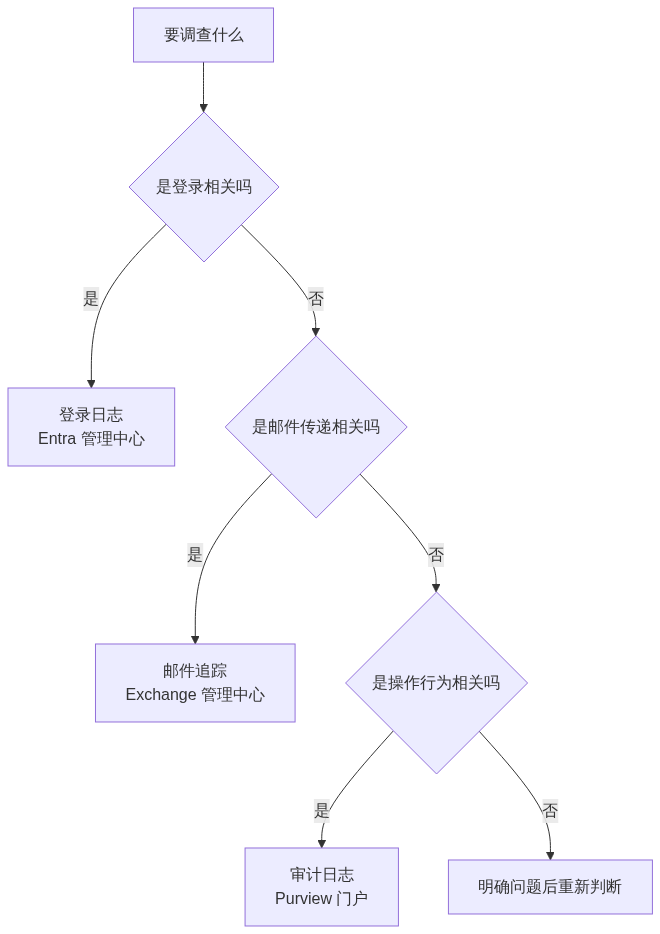 要调查什么
是登录相关吗
是
否
登录日志
Entra 管理中心
是邮件传递相关吗
是
否
邮件追踪
Exchange 管理中心
是操作行为相关吗
是
否
审计日志
Purview 门户
明确问题后重新判断